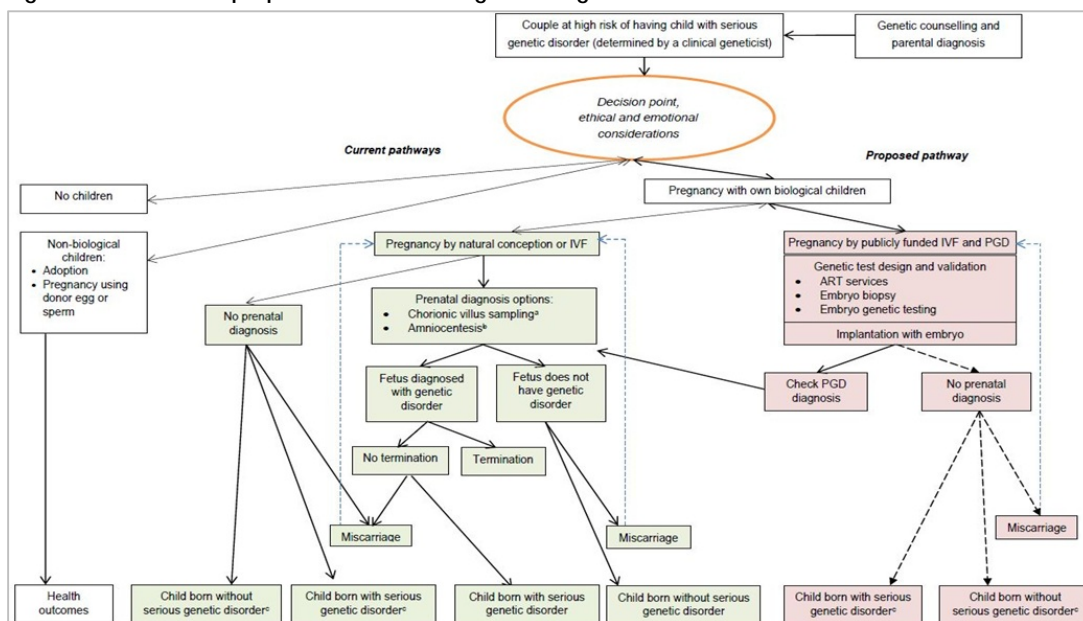 Couple at high risk of having child with serious
genetic disorder (determined by a clinical geneticist)
Genetic counselling and
parental diagnosis
Decision point,
ethical and emotional
considerations
Current pathways
Proposed pathway
No children
Pregnancy with own biological children
Non-biological
children:
• Adoption
• Pregnancy using
donor egg or
sperm
Pregnancy by natural conception or IVF
Pregnancy by publicly funded IVF and PGD
Genetic test design and validation
• ART services
• Embryo biopsy
• Embryo genetic testing
Implantation with embryo
No prenatal
diagnosis
Prenatal diagnosis options:
• Chorionic villus samplingᵃ
• Amniocentesisᵇ
Fetus diagnosed
with genetic
disorder
Fetus does not
have genetic
disorder
Check PGD
diagnosis
No prenatal
diagnosis
No termination
Termination
Miscarriage
Miscarriage
Miscarriage
Health
outcomes
Child born without
serious genetic disorderᶜ
Child born with serious
genetic disorderᶜ
Child born with serious
genetic disorder
Child born without serious
genetic disorder
Child born with serious
genetic disorderᶜ
Child born without
serious genetic disorderᶜ